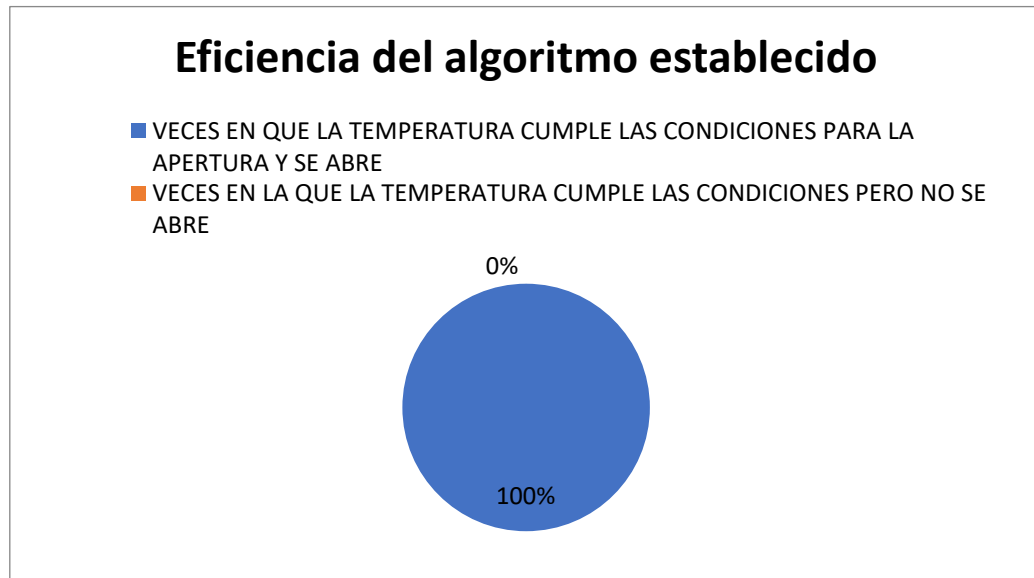 Eficiencia del algoritmo establecido
VECES EN QUE LA TEMPERATURA CUMPLE LAS CONDICIONES PARA LA
APERTURA Y SE ABRE
VECES EN LA QUE LA TEMPERATURA CUMPLE LAS CONDICIONES PERO NO SE
ABRE
0%
100%